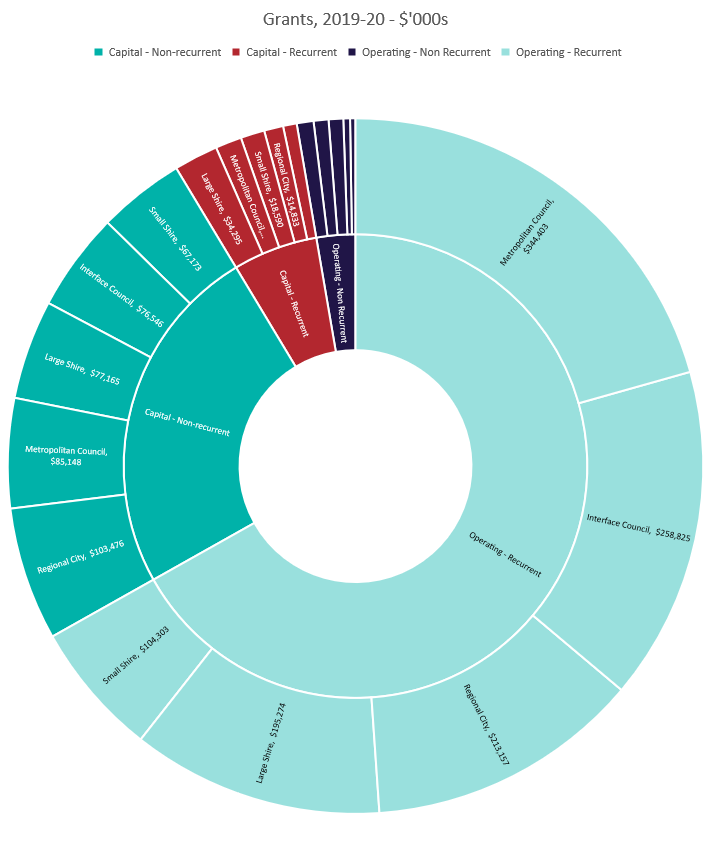 Grants, 2019-20 - $'000s
Capital - Non-recurrent
Capital - Recurrent
Operating - Non Recurrent
Operating - Recurrent
Metropolitan Council,
$344,403
Interface Council, $258,825
Regional City, $213,157
Large Shire, $195,274
Small Shire, $104,303
Regional City, $103,476
Metropolitan Council,
$85,148
Large Shire, $77,165
Interface Council, $76,546
Small Shire, $67,173
Large Shire, $34,295
Metropolitan Council,...
Small Shire, $18,590
Regional City, $14,833
Operating - Recurrent
Capital - Non-recurrent
Capital - Recurrent
Operating - Non Recurrent